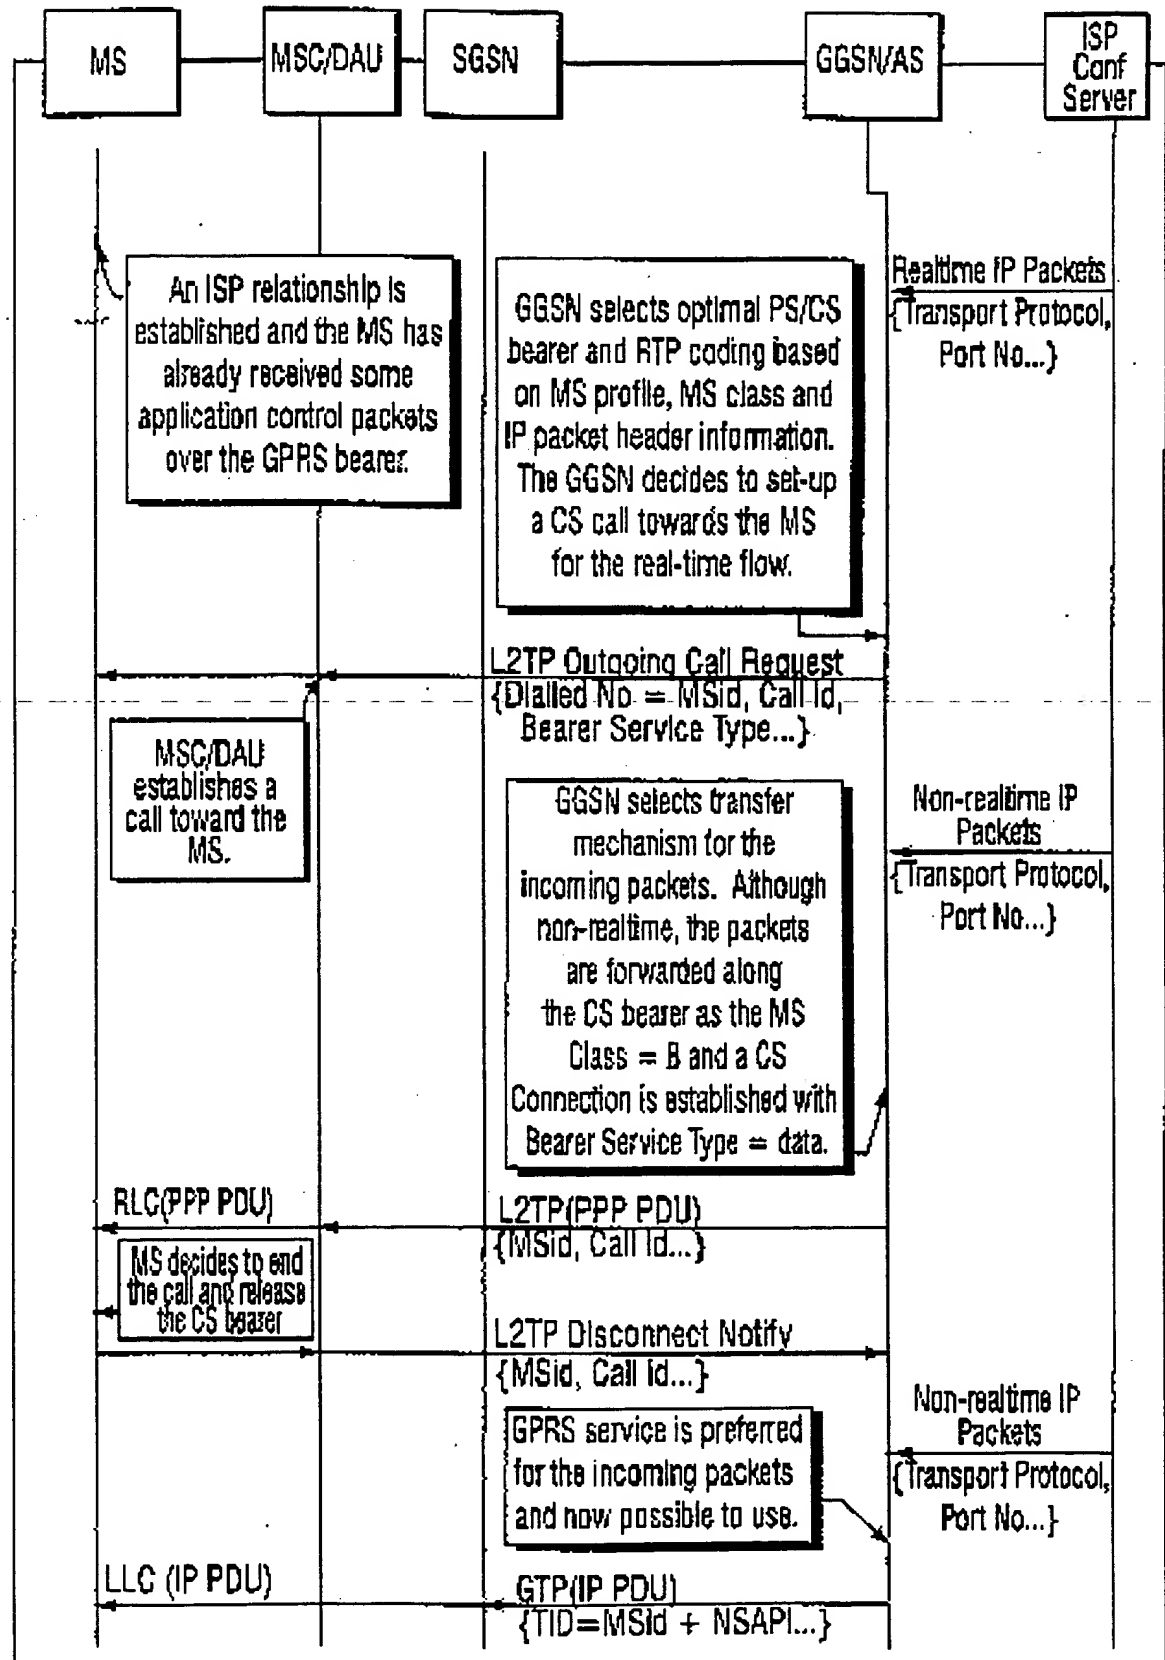 MS
MSC/DAU
SGSN
GGSN/AS
ISP
Conf
Server
An ISP relationship is
established and the MS has
already received some
application control packets
over the GPRS bearer.
GGSN selects optimal PS/CS
bearer and RTP coding based
on MS profile, MS class and
IP packet header information.
The GGSN decides to set-up
a CS call towards the MS
for the real-time flow.
Realtime IP Packets
{Transport Protocol,
Port No...}
L2TP Outgoing Call Request
{Dialled No = MSid, Call Id,
Bearer Service Type...}
MSC/DAU
establishes a
call toward the
MS.
GGSN selects transfer
mechanism for the
incoming packets. Although
non-realtime, the packets
are forwarded along
the CS bearer as the MS
Class = B and a CS
Connection is established with
Bearer Service Type = data.
Non-realtime IP
Packets
{Transport Protocol,
Port No...}
RLC(PPP PDU)
L2TP(PPP PDU)
{MSid, Call Id...}
MS decides to end
the call and release
the CS bearer
L2TP Disconnect Notify
{MSid, Call Id...}
Non-realtime IP
Packets
{Transport Protocol,
Port No...}
GPRS service is preferred
for the incoming packets
and now possible to use.
LLC (IP PDU)
GTP(IP PDU)
{TID=MSid + NSAPI...}